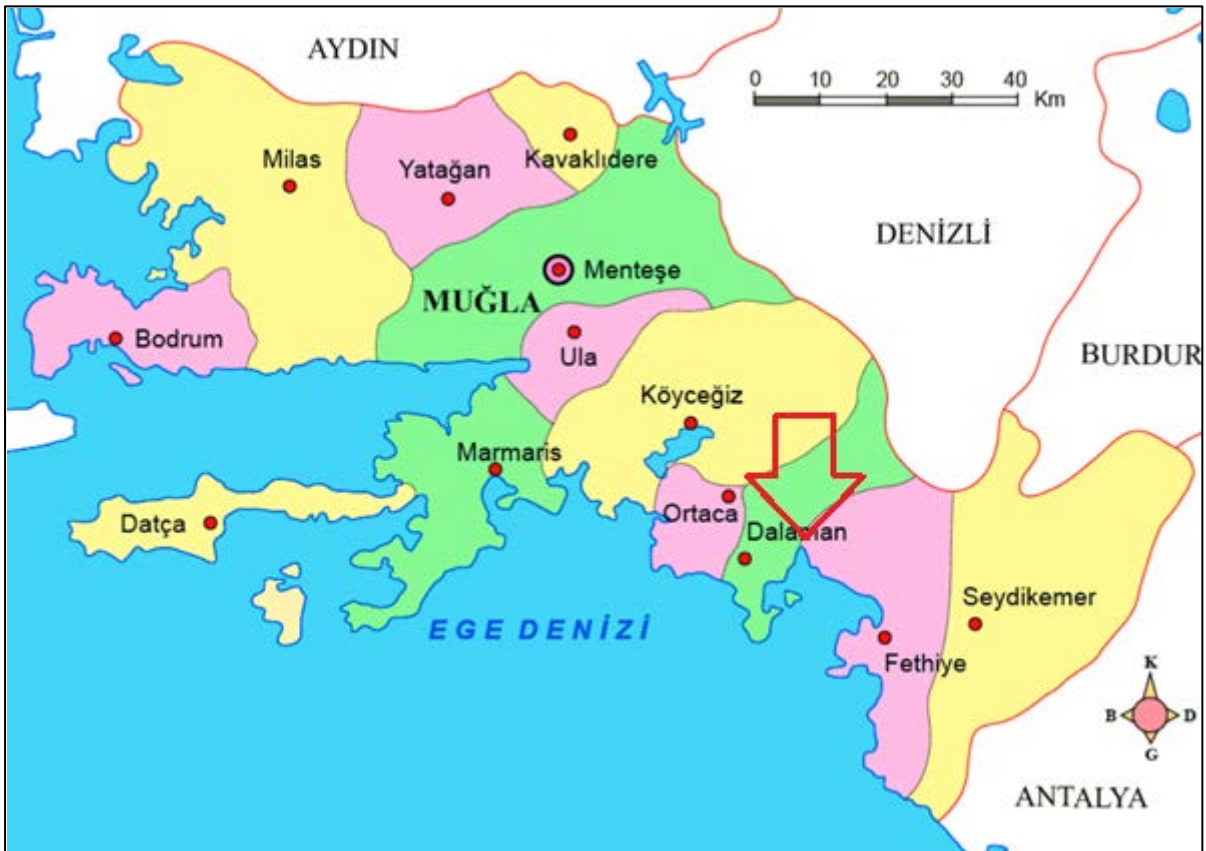 AYDIN
0 10 20 30 40
Km
Kavaklıdere
Milas
Yatağan
DENİZLİ
Menteşe
MUĞLA
Bodrum
Ula
BURDUR
Köyceğiz
Marmaris
Ortaca
Datça
Dalaman
Seydikemer
EGE DENİZİ
Fethiye
K
B D
G
ANTALYA